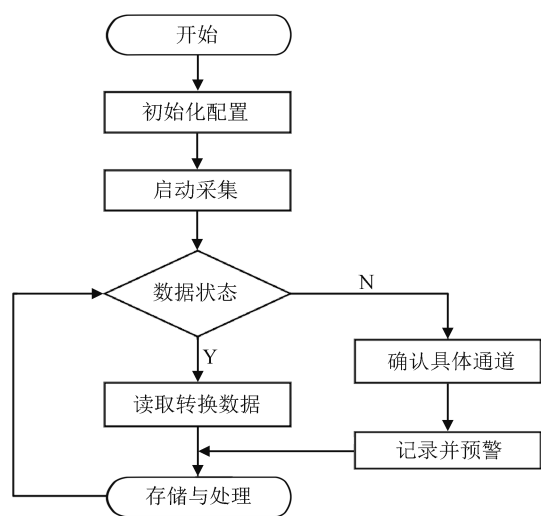 开始
初始化配置
启动采集
数据状态
N
Y
确认具体通道
读取转换数据
记录并预警
存储与处理